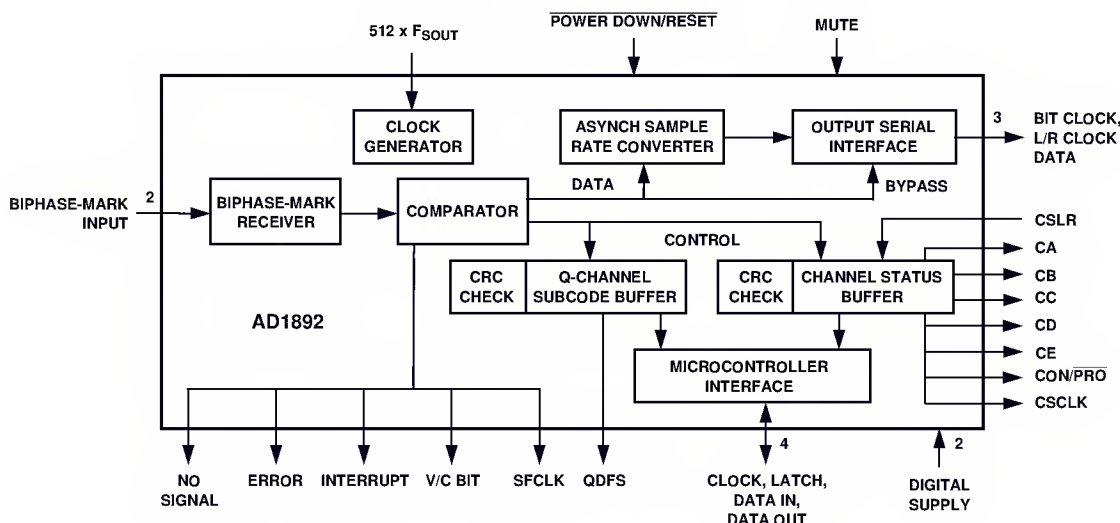 POWER DOWN/RESET
512 x FSOUT
MUTE
CLOCK
GENERATOR
ASYNCH SAMPLE
RATE CONVERTER
OUTPUT SERIAL
INTERFACE
3
BIT CLOCK,
L/R CLOCK
DATA
DATA
BYPASS
BIPHASE-MARK
INPUT
2
BIPHASE-MARK
RECEIVER
COMPARATOR
CONTROL
CSLR
CA
CB
CC
CD
CE
CON/PRO
CSCLK
CRC
CHECK
Q-CHANNEL
SUBCODE BUFFER
CRC
CHECK
CHANNEL STATUS
BUFFER
AD1892
MICROCONTROLLER
INTERFACE
4
2
NO
SIGNAL
ERROR
INTERRUPT
V/C BIT
SFCLK
QDFS
CLOCK, LATCH,
DATA IN,
DATA OUT
DIGITAL
SUPPLY